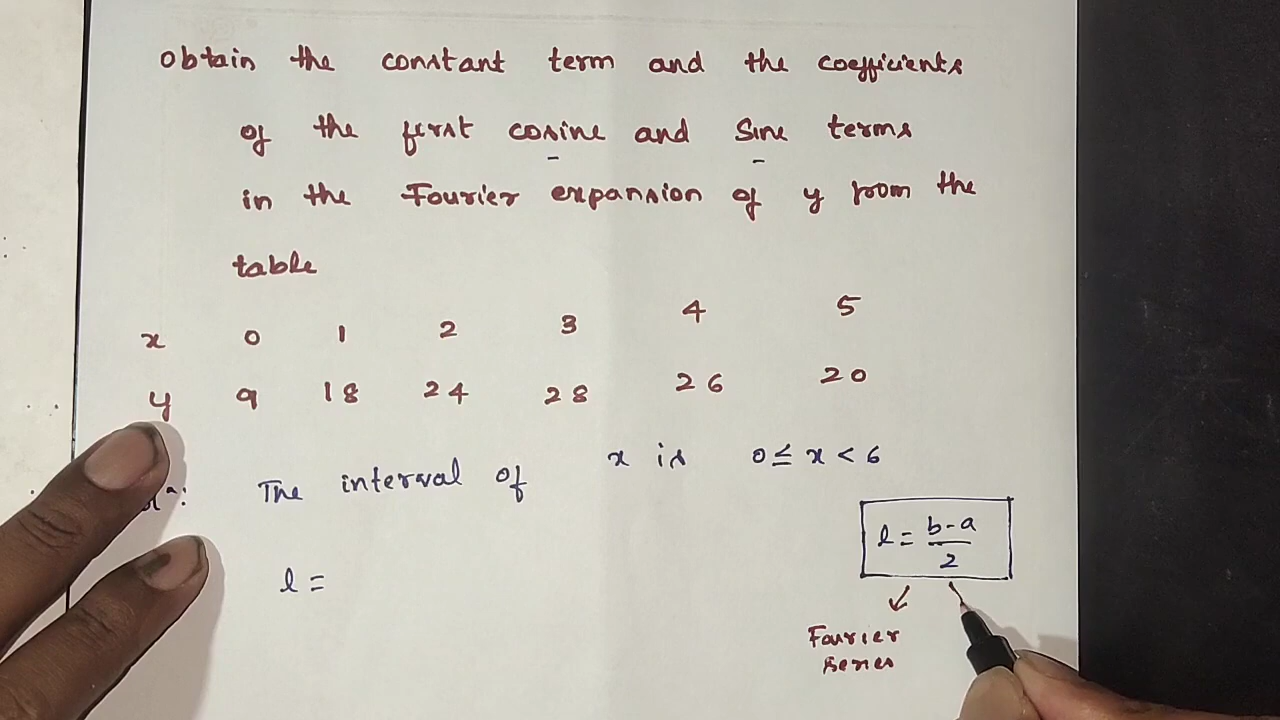 obtain the constant term and the coefficients
of the first cosine and sine terms
in the Fourier expansion of y from the
table
x 0 1 2 3 4 5
y 9 18 24 28 26 20
The interval of x is 0 ≤ x < 6
l = b-a/2
l =
Fourier
series